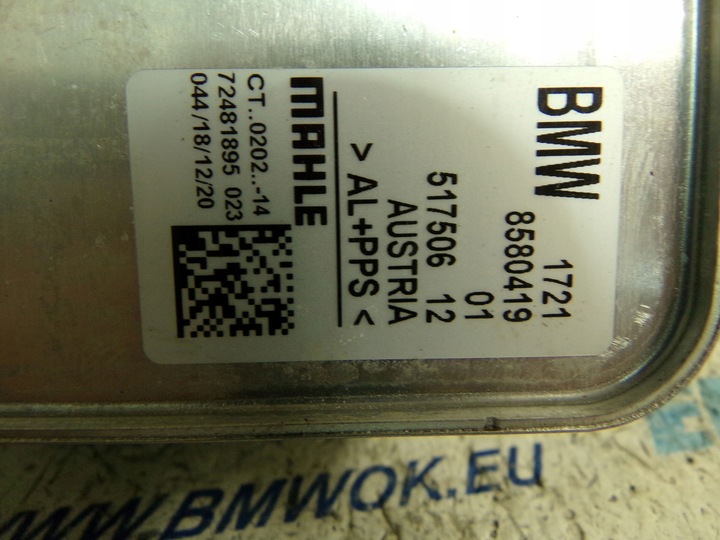 BMW
1721
8580419
01
517506 12
AUSTRIA
> AL+PPS <
MAHLE
CT..0202..-14
72481895 023
044/18/12/20
WWW.BMWOK.EU